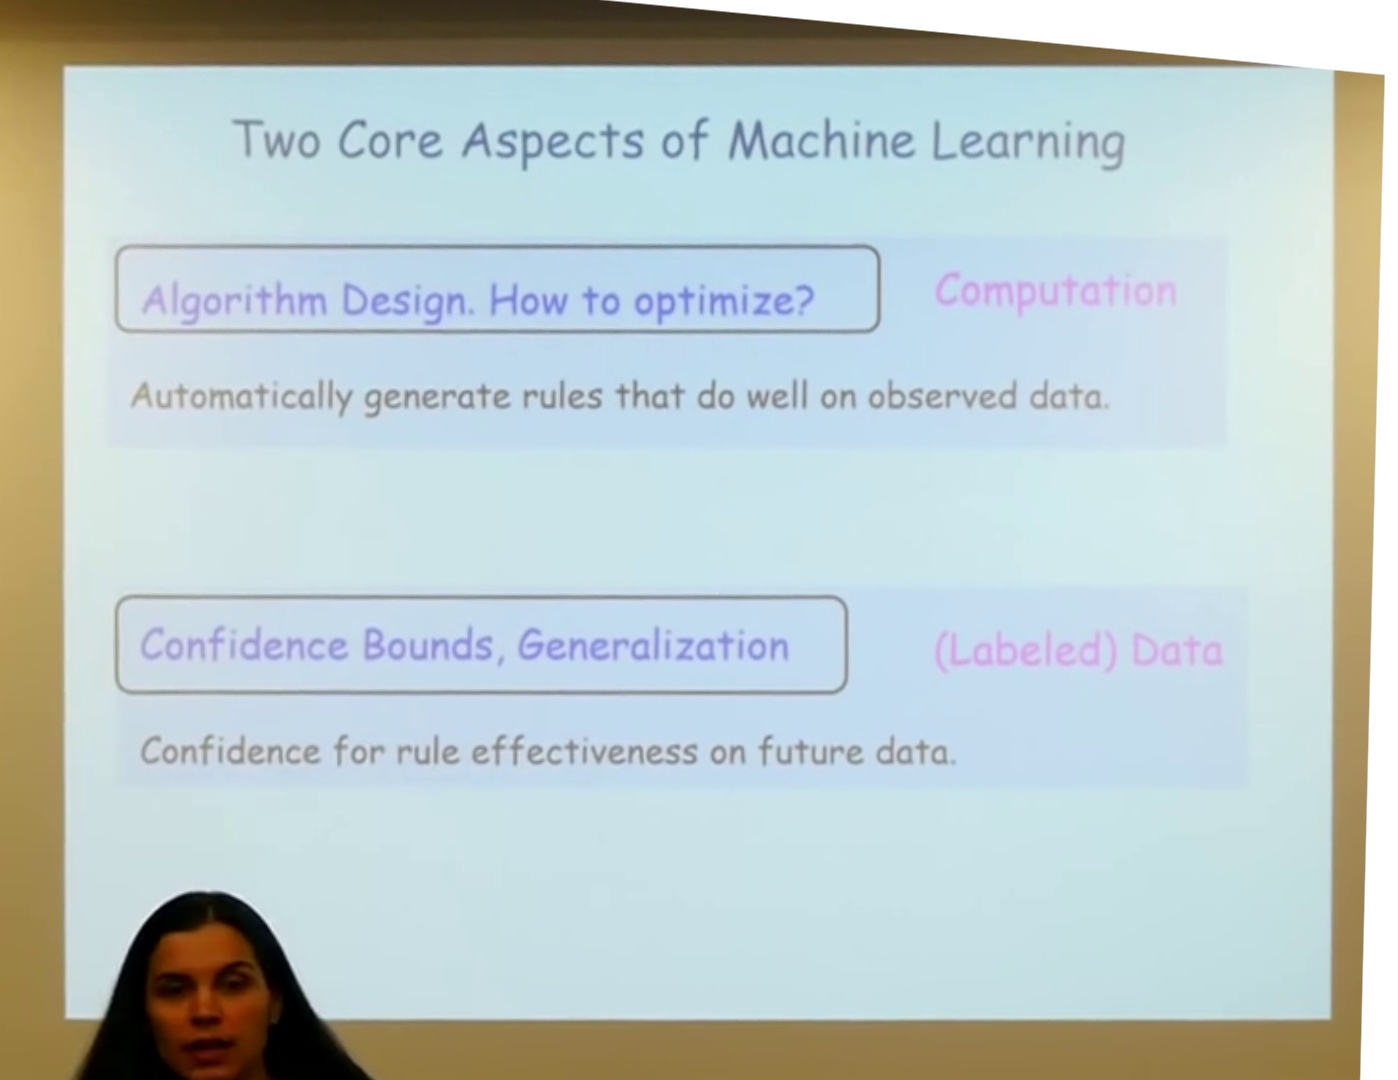 Two Core Aspects of Machine Learning
Algorithm Design. How to optimize?
Computation
Automatically generate rules that do well on observed data.
Confidence Bounds, Generalization
(Labeled) Data
Confidence for rule effectiveness on future data.